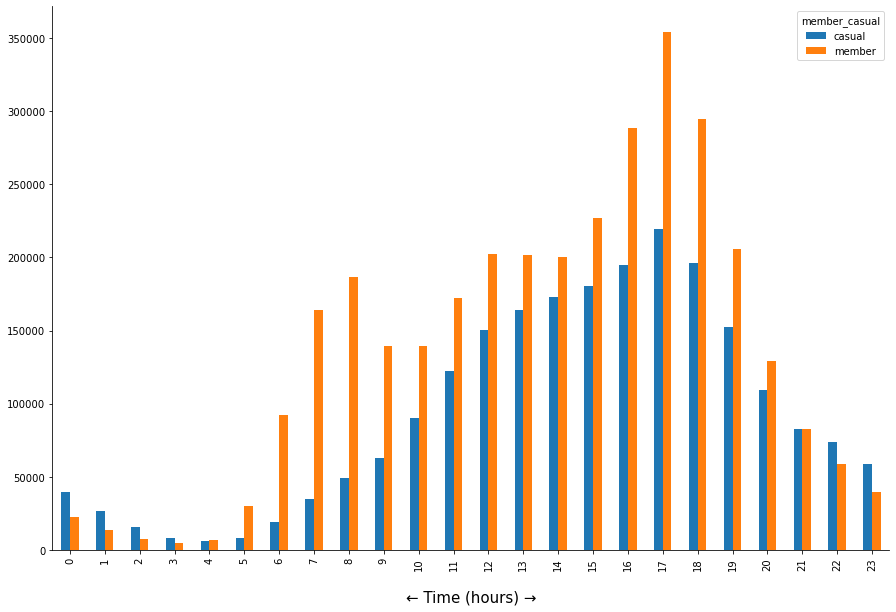 member_casual
casual
member
350000
300000
250000
200000
150000
100000
50000
0
0 1 2 3 4 5 6 7 8 9 10 11 12 13 14 15 16 17 18 19 20 21 22 23
← Time (hours) →